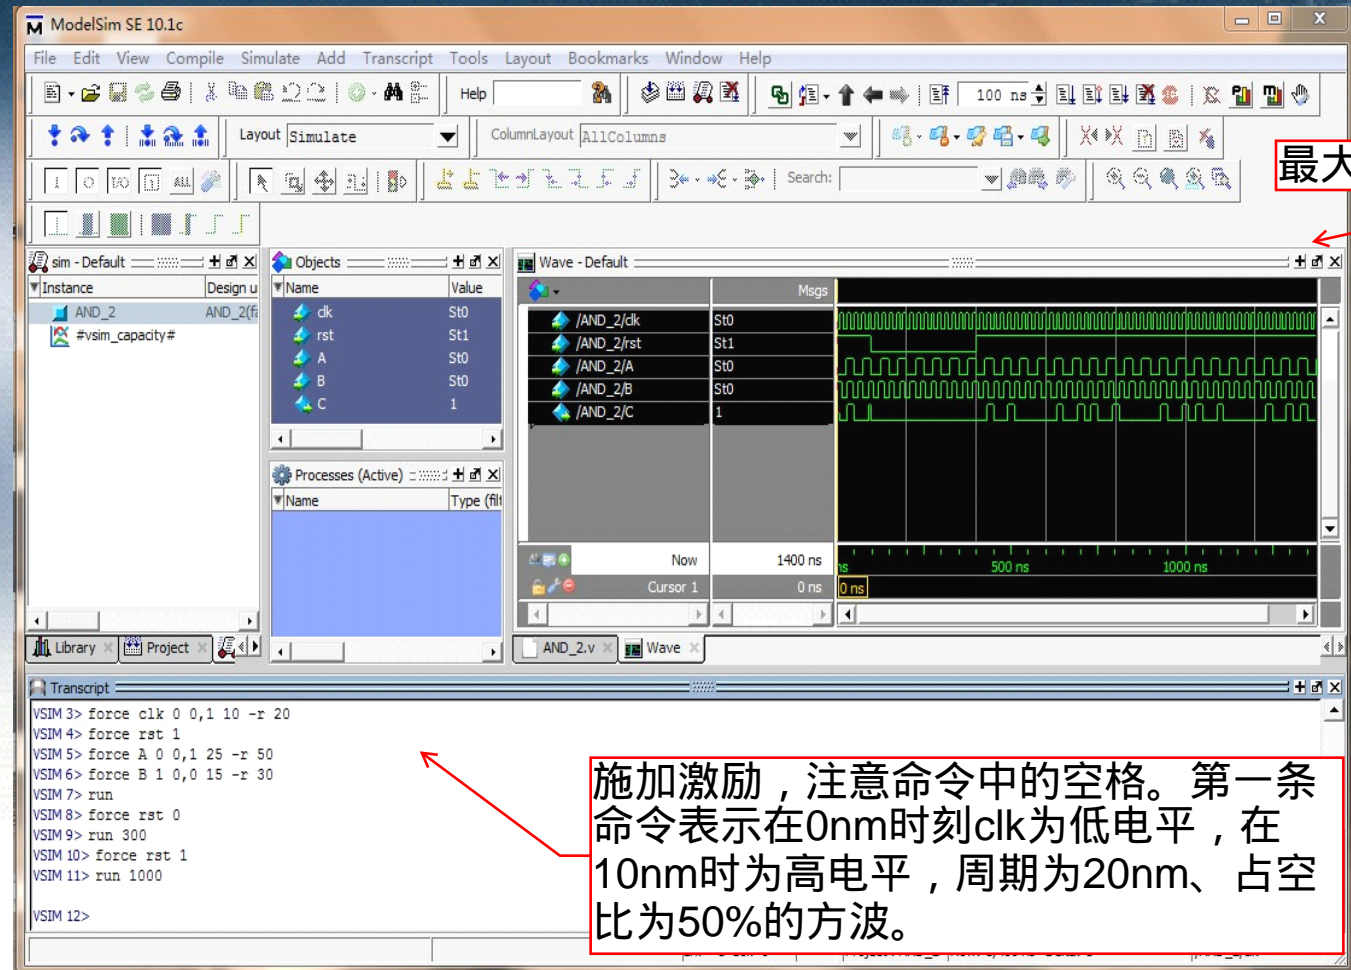 ModelSim SE 10.1c
File Edit View Compile Simulate Add Transcript Tools Layout Bookmarks Window Help
Help
100 ns
Layout Simulate
ColumnLayout AllColumns
Search:
最大
sim - Default
Instance Design u
AND_2 AND_2(fa
#vsim_capacity#
Objects
Name Value
clk St0
rst St1
A St0
B St0
C 1
Processes (Active)
Name Type (filt
Wave - Default
Msgs
/AND_2/clk St0
/AND_2/rst St1
/AND_2/A St0
/AND_2/B St0
/AND_2/C 1
Now 1400 ns
ns 500 ns 1000 ns
Cursor 1 0 ns 0 ns
Library Project
AND_2.v Wave
Transcript
VSIM 3> force clk 0 0,1 10 -r 20
VSIM 4> force rst 1
VSIM 5> force A 0 0,1 25 -r 50
VSIM 6> force B 1 0,0 15 -r 30
VSIM 7> run
VSIM 8> force rst 0
VSIM 9> run 300
VSIM 10> force rst 1
VSIM 11> run 1000
VSIM 12>
施加激励，注意命令中的空格。第一条
命令表示在0nm时刻clk为低电平，在
10nm时为高电平，周期为20nm、占空
比为50%的方波。